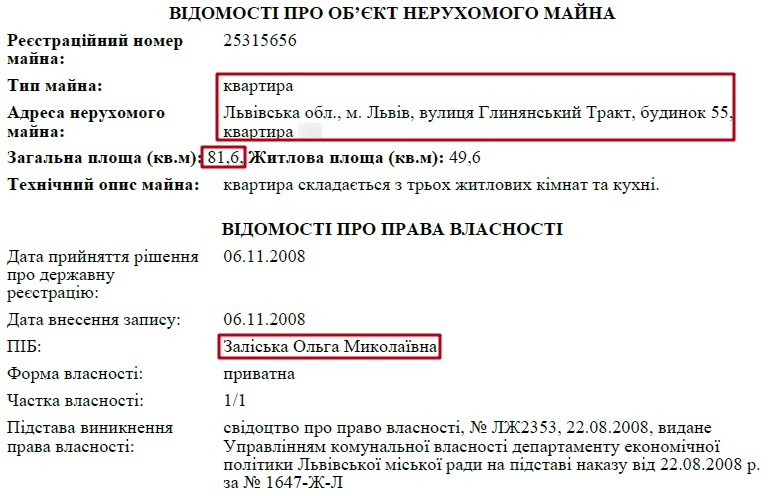 ВІДОМОСТІ ПРО ОБ’ЄКТ НЕРУХОМОГО МАЙНА
Реєстраційний номер майна: 25315656
Тип майна: квартира
Адреса нерухомого майна: Львівська обл., м. Львів, вулиця Глинянський Тракт, будинок 55,
квартира
Загальна площа (кв.м): 81,6, Житлова площа (кв.м): 49,6
Технічний опис майна: квартира складається з трьох житлових кімнат та кухні.
ВІДОМОСТІ ПРО ПРАВА ВЛАСНОСТІ
Дата прийняття рішення про державну реєстрацію: 06.11.2008
Дата внесення запису: 06.11.2008
ПІБ: Заліська Ольга Миколаївна
Форма власності: приватна
Частка власності: 1/1
Підстава виникнення права власності: свідоцтво про право власності, № ЛЖ2353, 22.08.2008, видане
Управлінням комунальної власності департаменту економічної
політики Львівської міської ради на підставі наказу від 22.08.2008 р.
за № 1647-Ж-Л